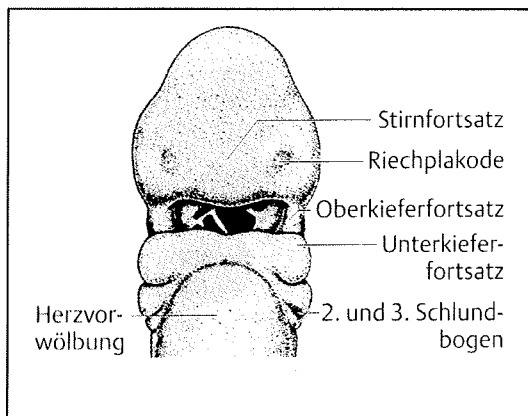 Stirnfortsatz
Riechplakode
Oberkieferfortsatz
Unterkiefer-
fortsatz
Herzvor-
wölbung
2. und 3. Schlund-
bogen